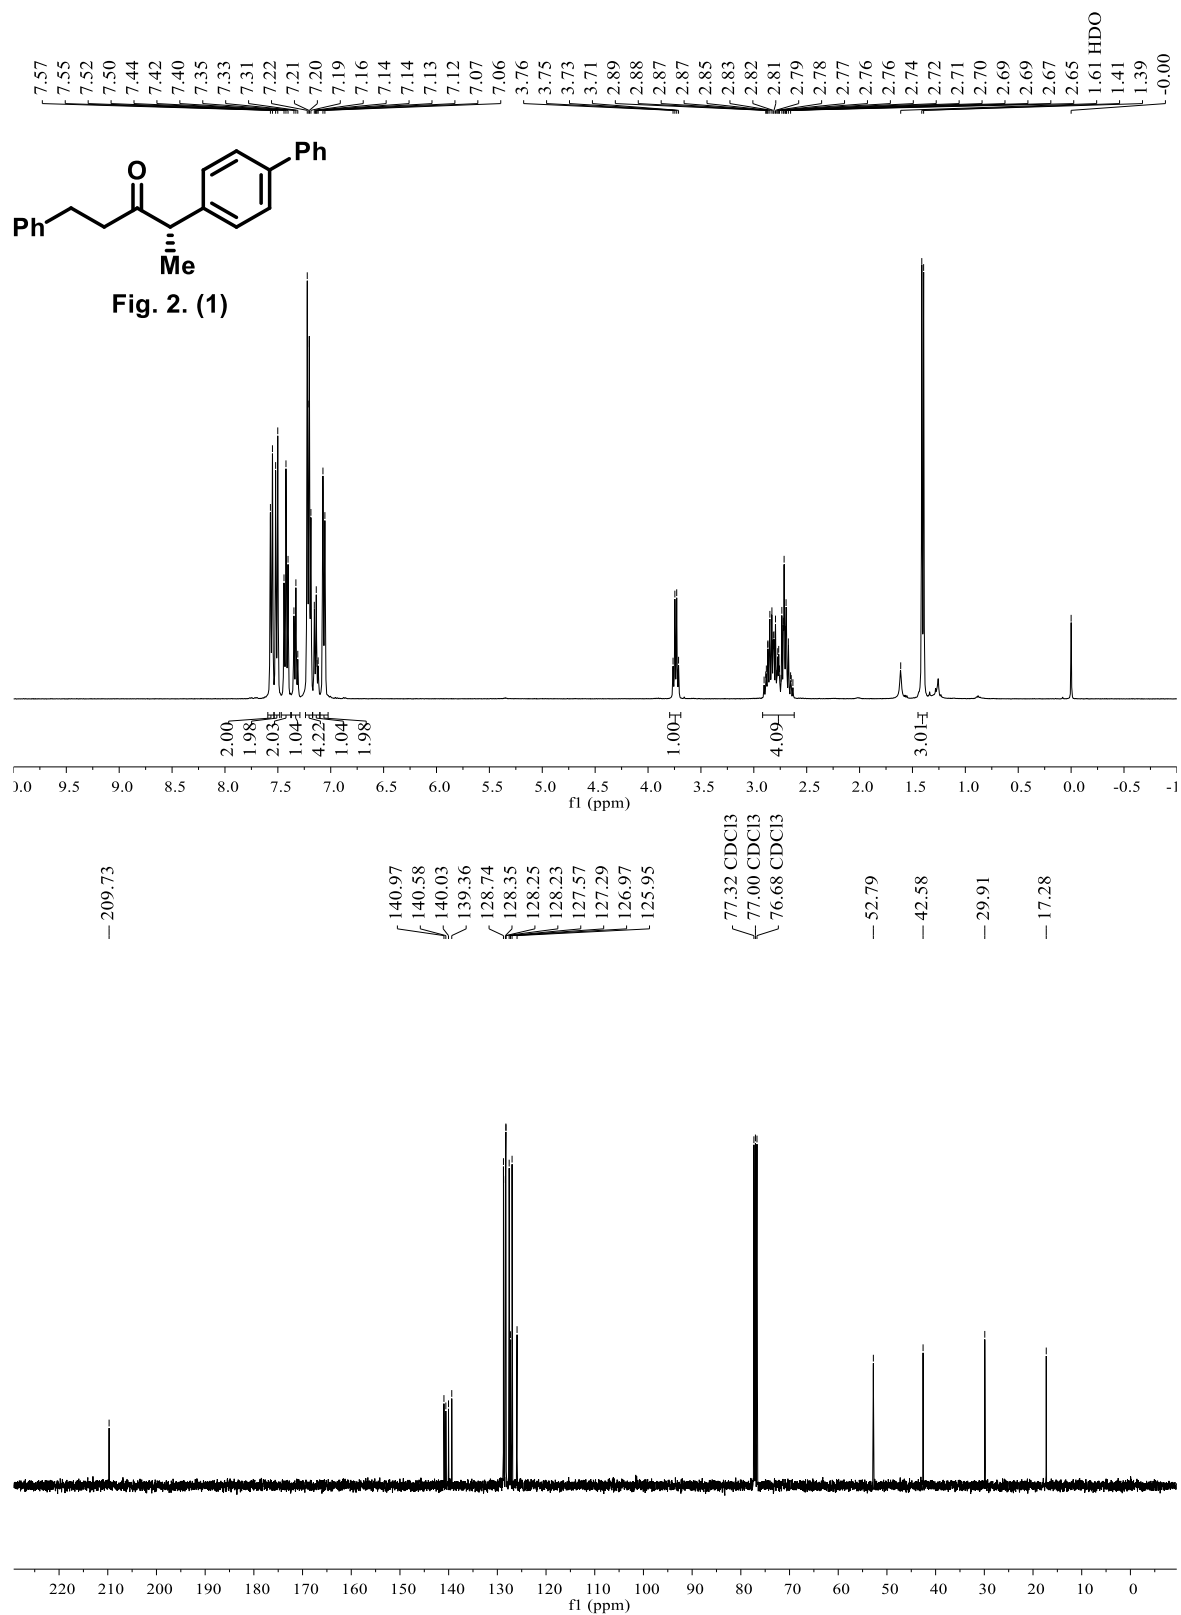 7.57 7.55 7.52 7.50 7.44 7.42 7.40 7.35 7.33 7.31 7.22 7.21 7.20 7.19 7.16 7.14 7.14 7.13 7.12 7.07 7.06 3.76 3.75 3.73 3.71 2.89 2.88 2.87 2.87 2.85 2.83 2.82 2.81 2.79 2.78 2.77 2.76 2.76 2.74 2.72 2.71 2.70 2.69 2.69 2.67 2.65 1.61 HDO 1.41 1.39 -0.00
Ph
O
Ph
Me
Fig. 2. (1)
2.00 1.98 2.03 1.04 4.22 1.04 1.98 1.00 4.09 3.01
0.0 9.5 9.0 8.5 8.0 7.5 7.0 6.5 6.0 5.5 5.0 4.5 4.0 3.5 3.0 2.5 2.0 1.5 1.0 0.5 0.0 -0.5 -1
f1 (ppm)
209.73 140.97 140.58 140.03 139.36 128.74 128.35 128.25 128.23 127.57 127.29 126.97 125.95 77.32 CDCl3 77.00 CDCl3 76.68 CDCl3 52.79 42.58 29.91 17.28
220 210 200 190 180 170 160 150 140 130 120 110 100 90 80 70 60 50 40 30 20 10 0
f1 (ppm)